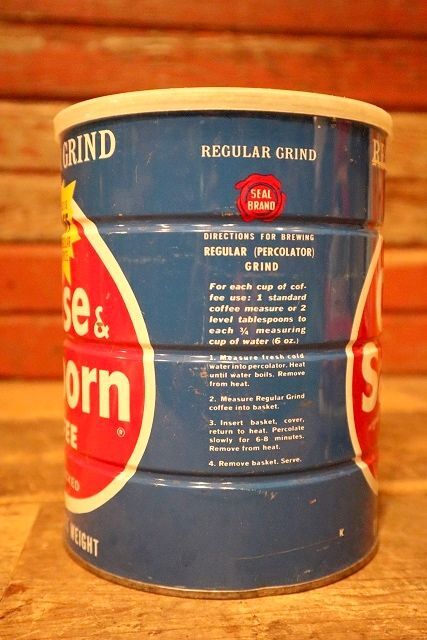 GRIND
se &
orn
EE
WEIGHT
REGULAR GRIND
SEAL
BRAND
DIRECTIONS FOR BREWING
REGULAR (PERCOLATOR)
GRIND
For each cup of cof-
fee use: 1 standard
coffee measure or 2
level tablespoons to
each ¾ measuring
cup of water (6 oz.)
1. Measure fresh cold
water into percolator. Heat
until water boils. Remove
from heat.
2. Measure Regular Grind
coffee into basket.
3. Insert basket, cover,
return to heat. Percolate
slowly for 6-8 minutes.
Remove from heat.
4. Remove basket. Serve.
K